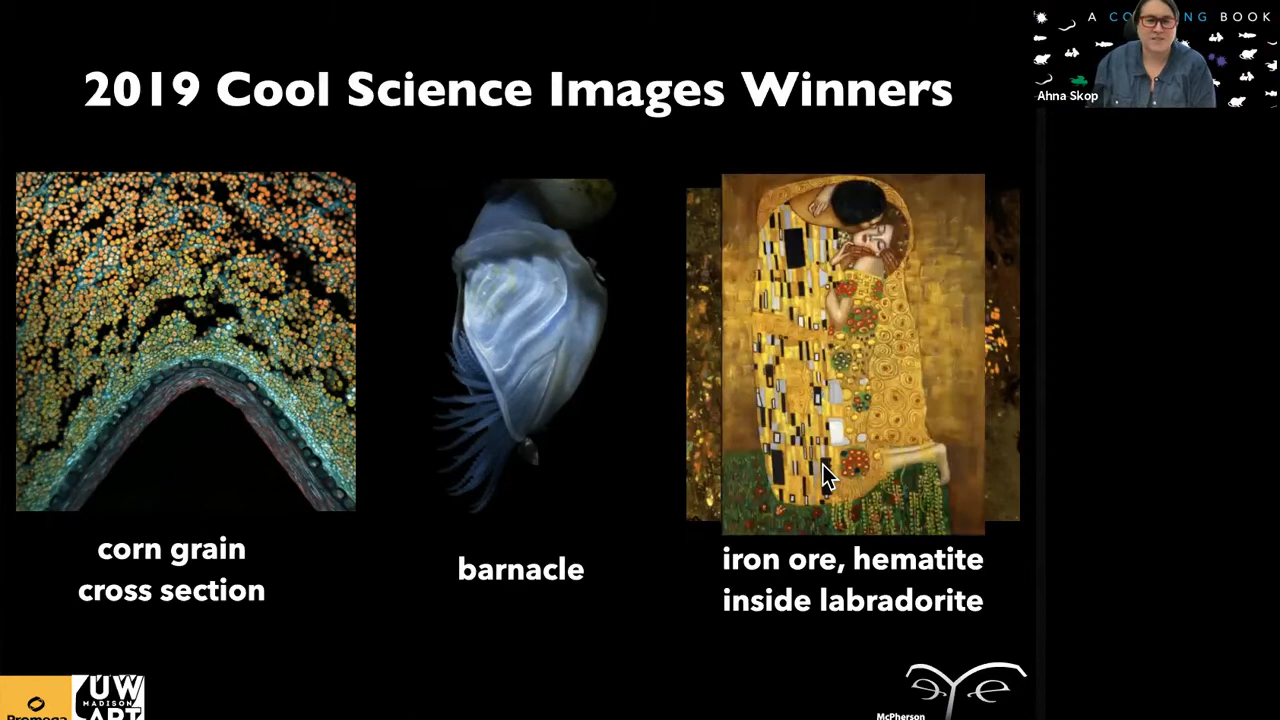 A COLORING BOOK
Ahna Skop
2019 Cool Science Images Winners
corn grain
cross section
barnacle
iron ore, hematite
inside labradorite
Promega
UW
MADISON
ART
McPherson
eye